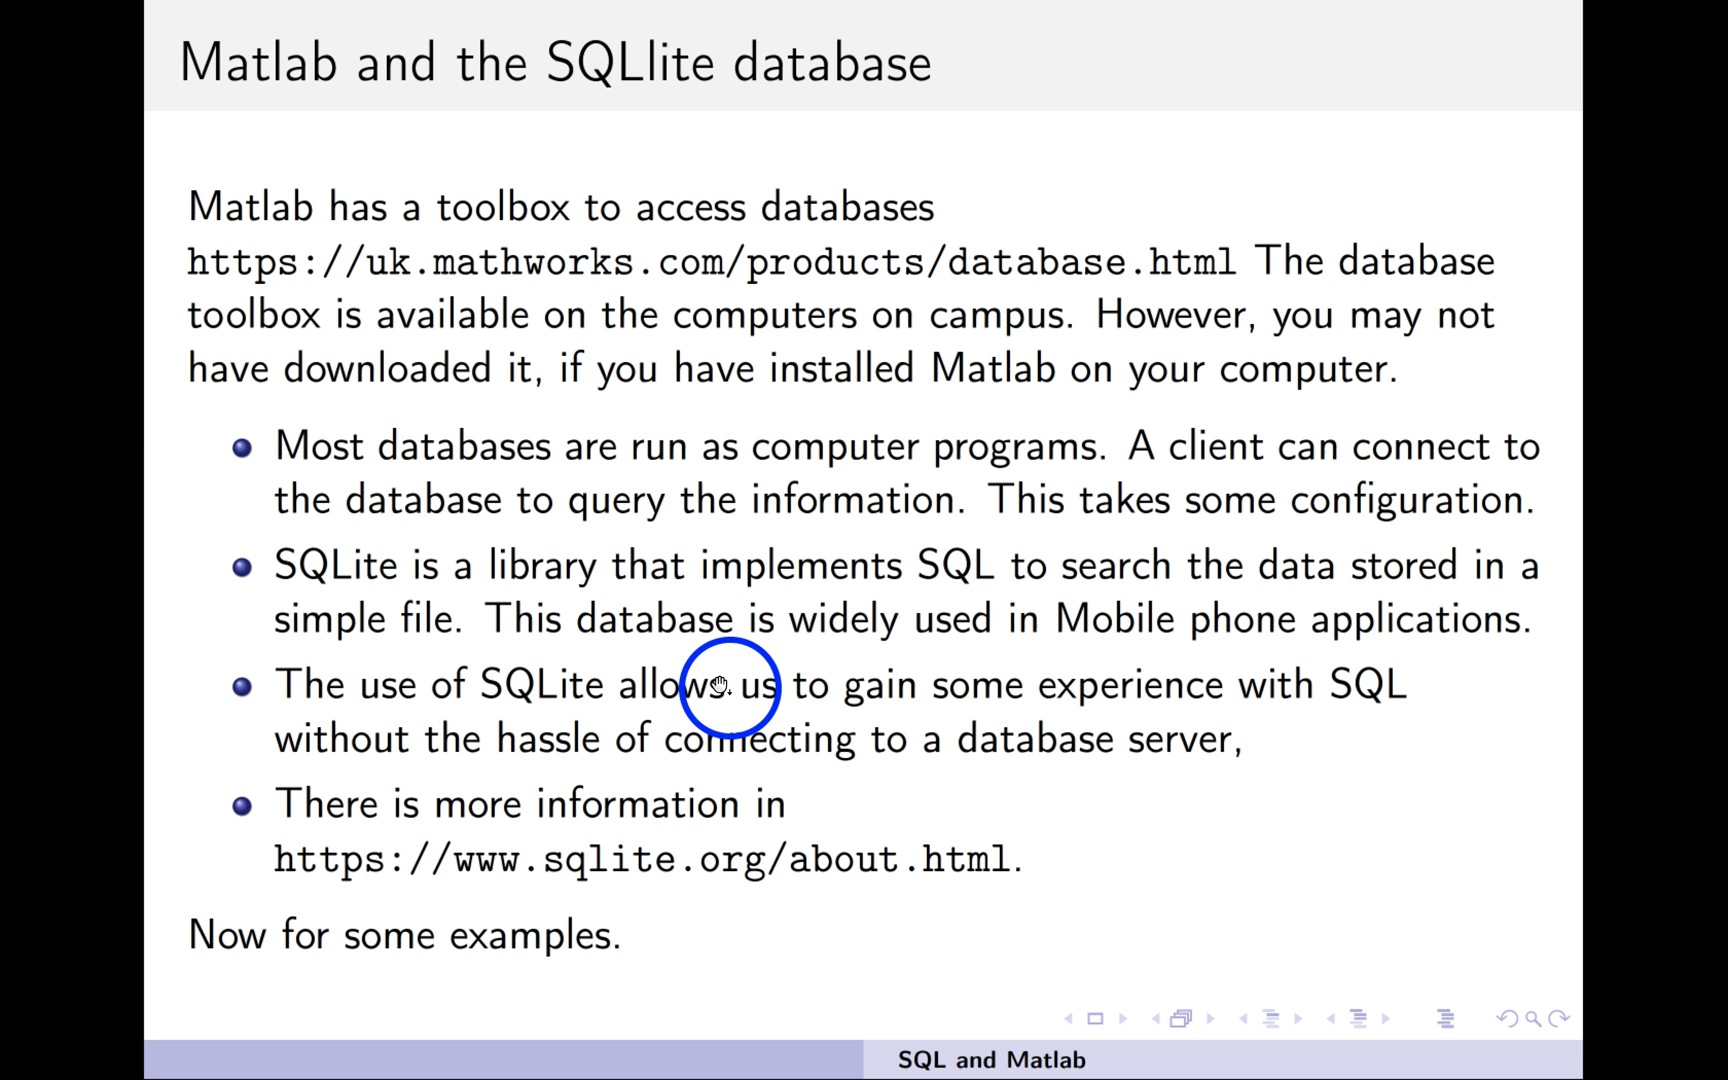 Matlab and the SQLlite database
Matlab has a toolbox to access databases
https://uk.mathworks.com/products/database.html The database
toolbox is available on the computers on campus. However, you may not
have downloaded it, if you have installed Matlab on your computer.
Most databases are run as computer programs. A client can connect to
the database to query the information. This takes some configuration.
SQLite is a library that implements SQL to search the data stored in a
simple file. This database is widely used in Mobile phone applications.
The use of SQLite allows us to gain some experience with SQL
without the hassle of connecting to a database server,
There is more information in
https://www.sqlite.org/about.html.
Now for some examples.
SQL and Matlab